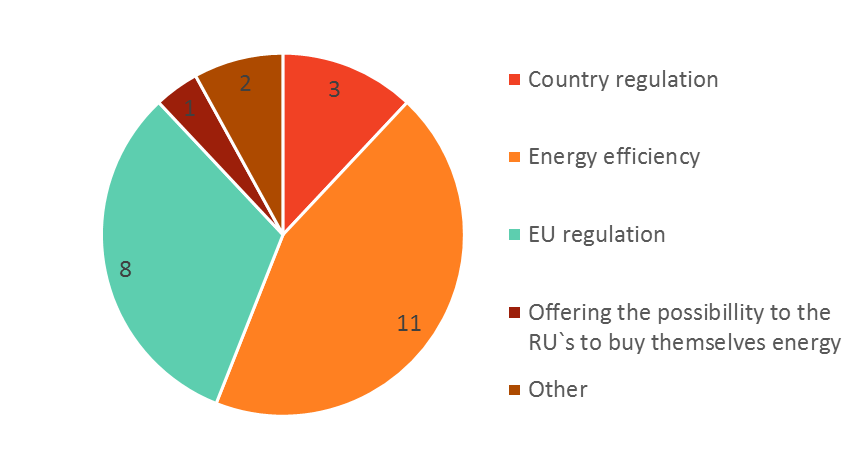 2
3
1
8
11
Country regulation
Energy efficiency
EU regulation
Offering the possibillity to the
RU`s to buy themselves energy
Other